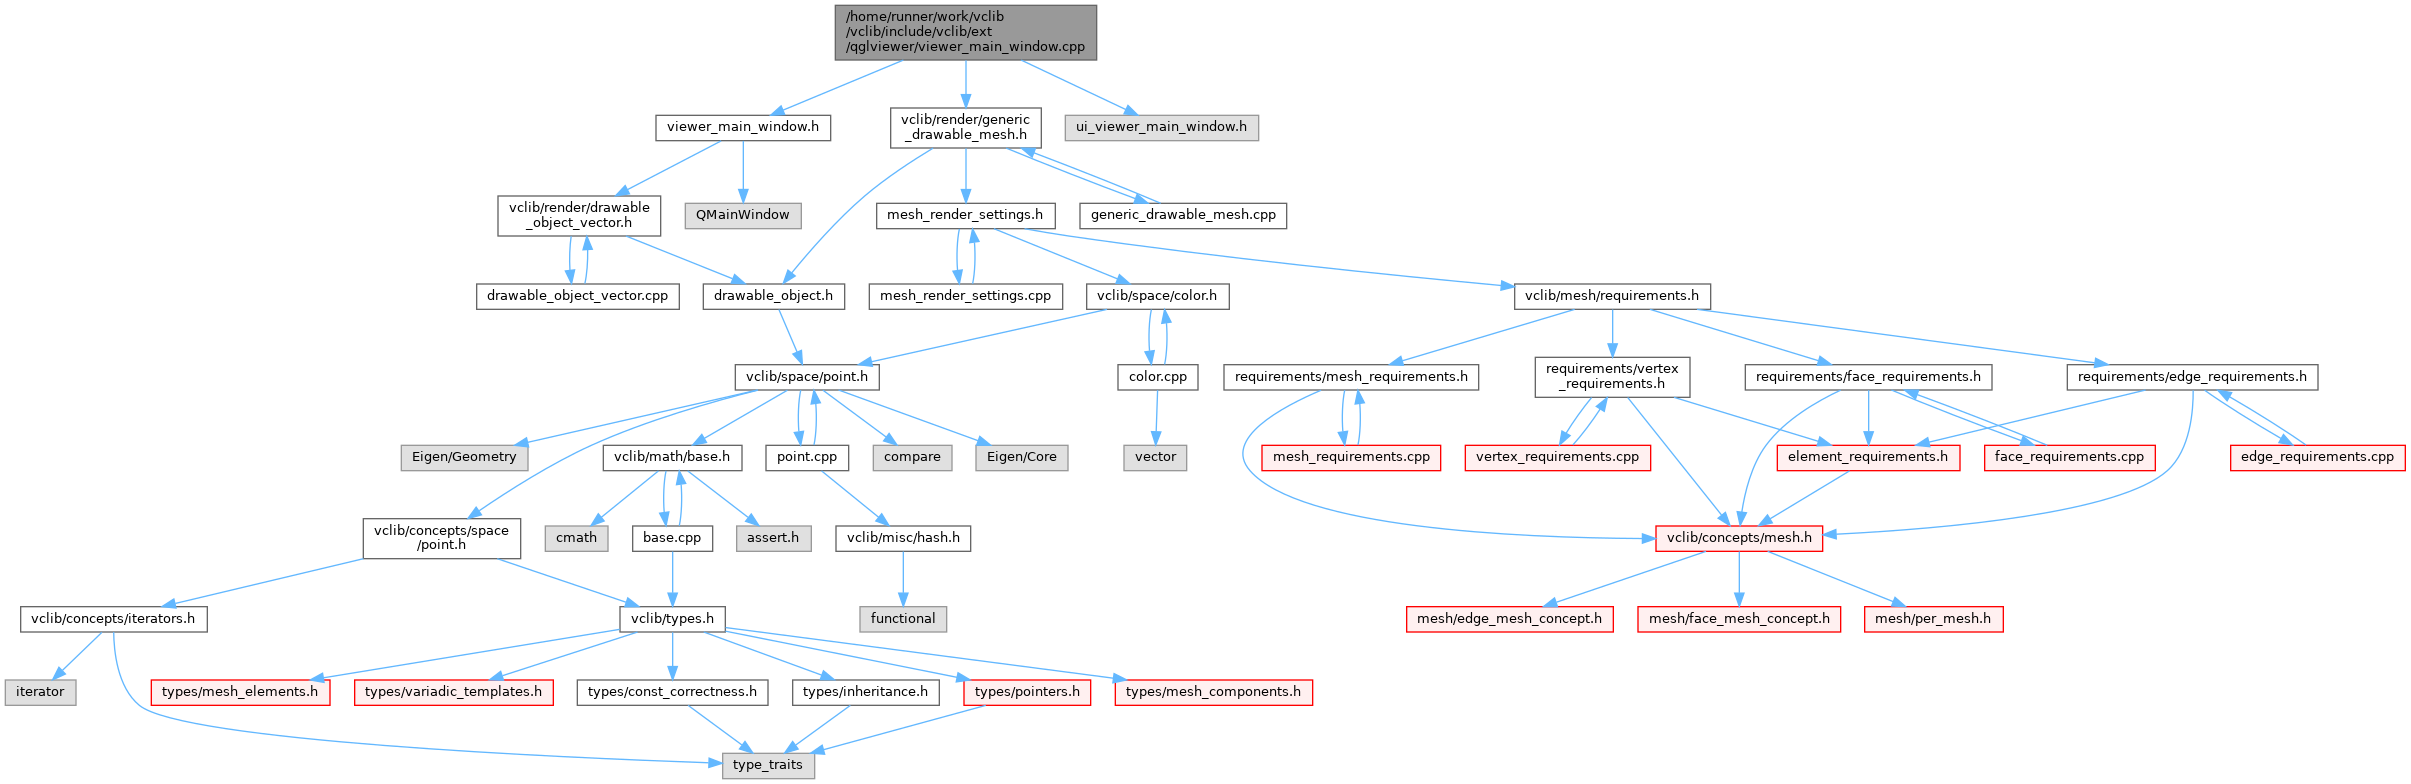 /home/runner/work/vclib
/vclib/include/vclib/ext
/qglviewer/viewer_main_window.cpp
viewer_main_window.h
vclib/render/generic
_drawable_mesh.h
ui_viewer_main_window.h
vclib/render/drawable
_object_vector.h
QMainWindow
mesh_render_settings.h
generic_drawable_mesh.cpp
drawable_object_vector.cpp
drawable_object.h
mesh_render_settings.cpp
vclib/space/color.h
vclib/mesh/requirements.h
vclib/space/point.h
color.cpp
requirements/mesh_requirements.h
requirements/vertex
_requirements.h
requirements/face_requirements.h
requirements/edge_requirements.h
Eigen/Geometry
vclib/math/base.h
point.cpp
compare
Eigen/Core
vector
mesh_requirements.cpp
vertex_requirements.cpp
element_requirements.h
face_requirements.cpp
edge_requirements.cpp
vclib/concepts/space
/point.h
cmath
base.cpp
assert.h
vclib/misc/hash.h
vclib/concepts/mesh.h
vclib/concepts/iterators.h
vclib/types.h
functional
mesh/edge_mesh_concept.h
mesh/face_mesh_concept.h
mesh/per_mesh.h
iterator
types/mesh_elements.h
types/variadic_templates.h
types/const_correctness.h
types/inheritance.h
types/pointers.h
types/mesh_components.h
type_traits